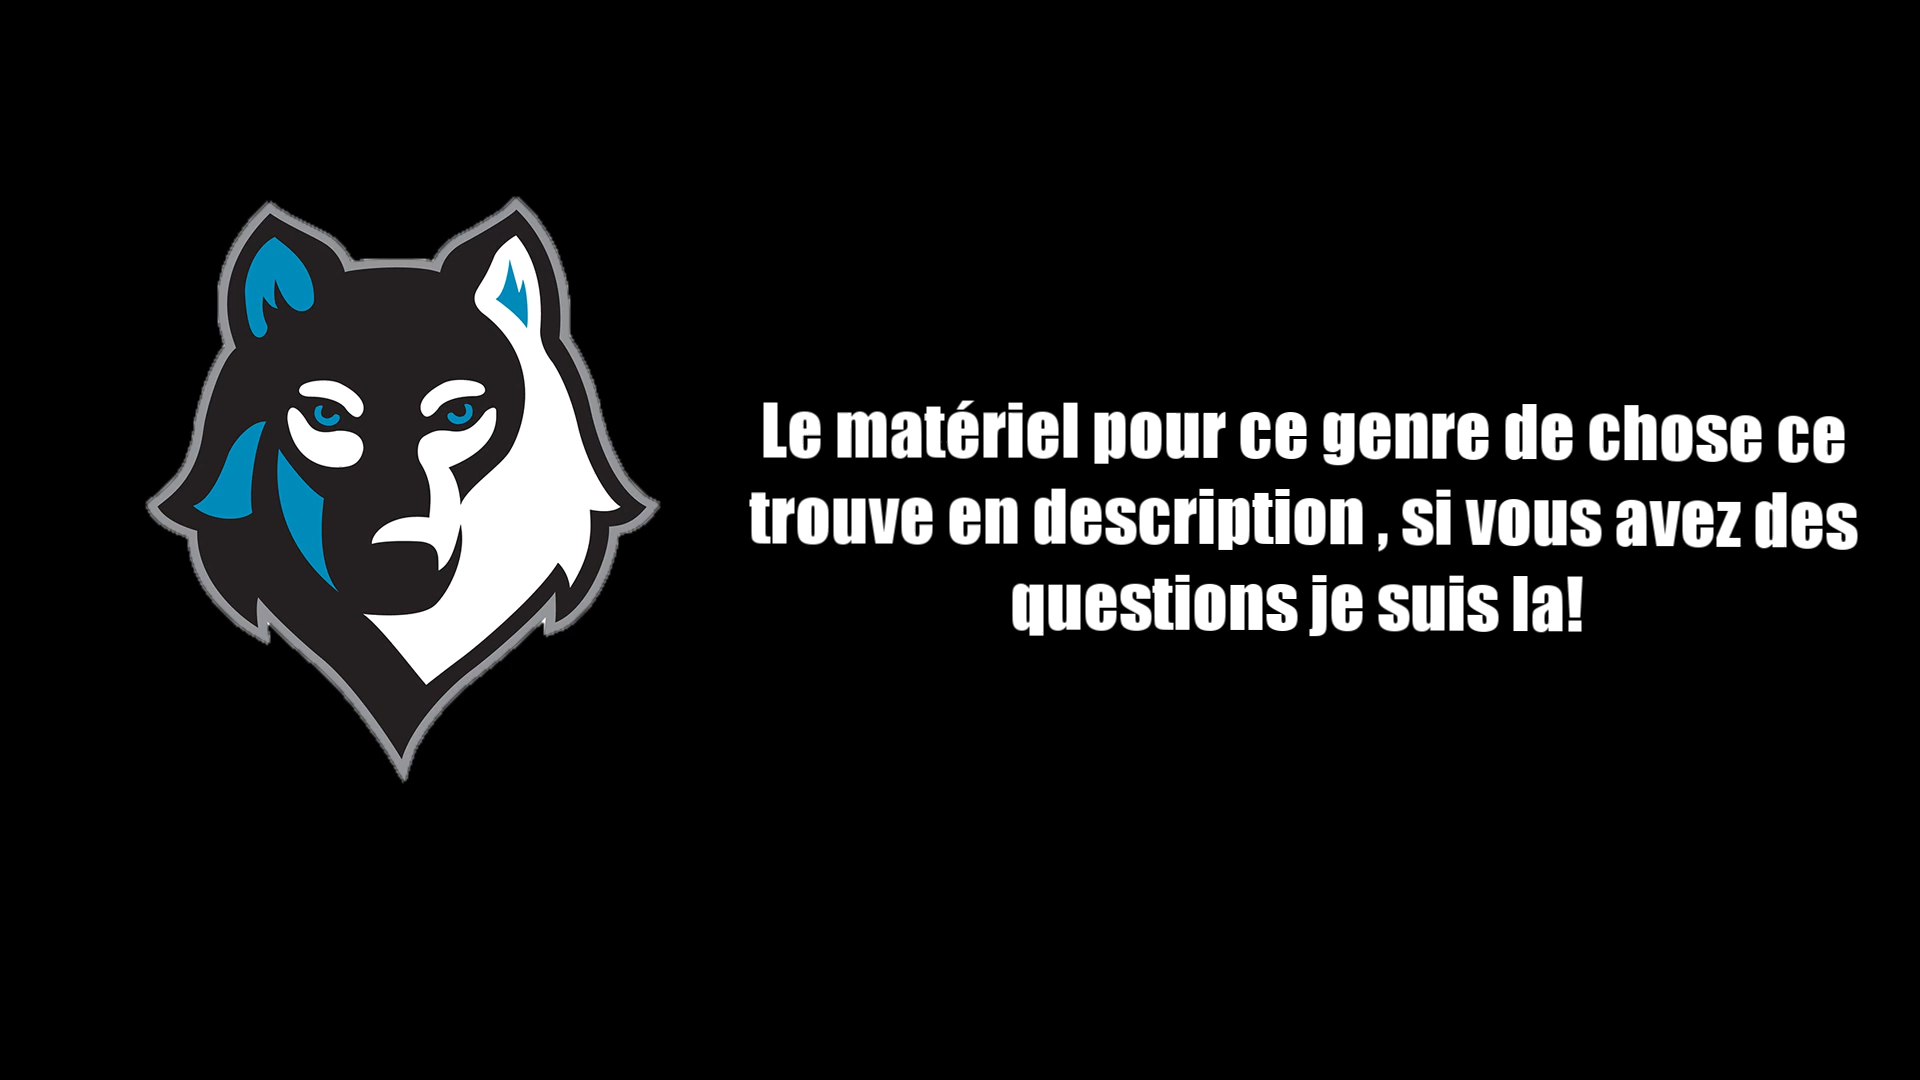 Le matériel pour ce genre de chose ce
trouve en description , si vous avez des
questions je suis la!